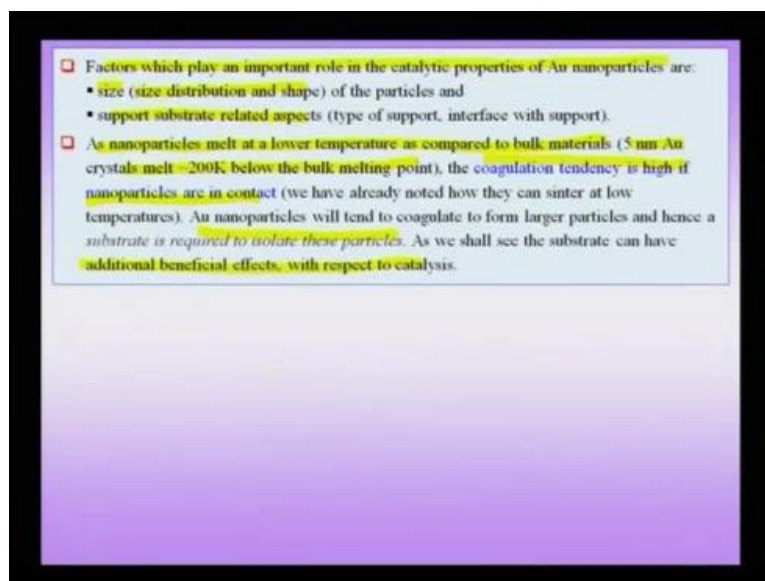 Factors which play an important role in the catalytic properties of Au nanoparticles are:
▪ size (size distribution and shape) of the particles and
▪ support substrate related aspects (type of support, interface with support).
As nanoparticles melt at a lower temperature as compared to bulk materials (5 nm Au
crystals melt ~200K below the bulk melting point), the coagulation tendency is high if
nanoparticles are in contact (we have already noted how they can sinter at low
temperatures). Au nanoparticles will tend to coagulate to form larger particles and hence a
substrate is required to isolate these particles. As we shall see the substrate can have
additional beneficial effects, with respect to catalysis.